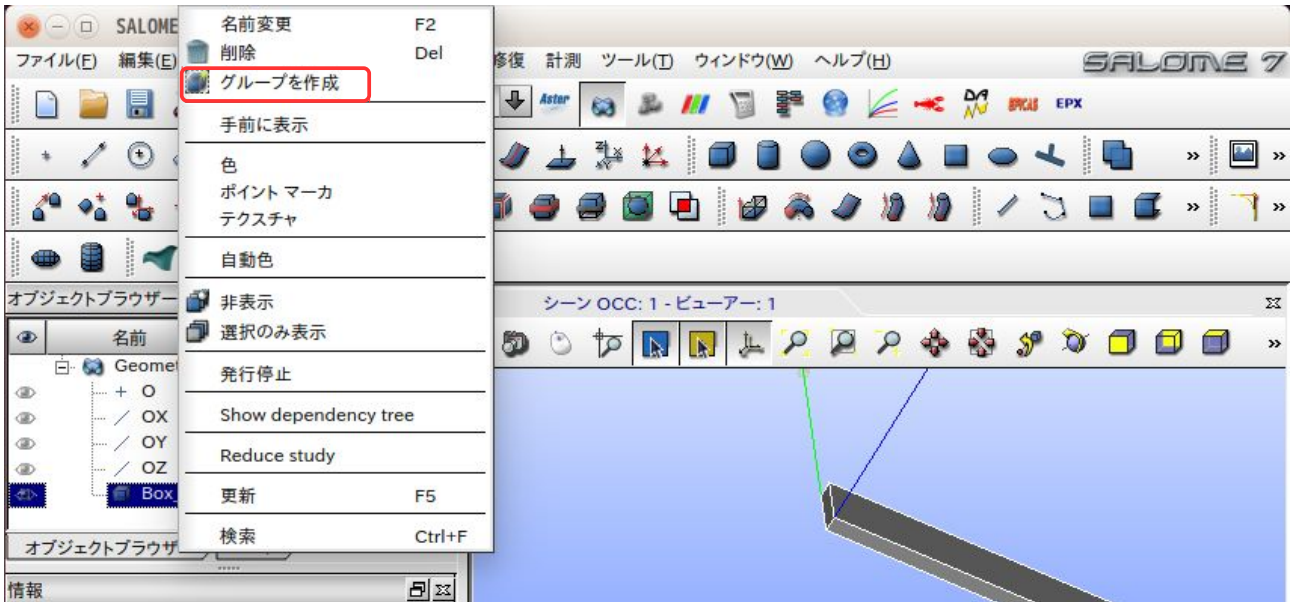 SALOME
名前変更 F2
削除 Del
グループを作成
手前に表示
色
ポイント マーカ
テクスチャ
自動色
非表示
選択のみ表示
発行停止
Show dependency tree
Reduce study
更新 F5
検索 Ctrl+F
ファイル(F) 編集(E) 修復 計測 ツール(T) ウィンドウ(W) ヘルプ(H)
SALOME 7
Aster EPX
» »
» »
オブジェクトブラウザー
シーン OCC: 1 - ビューアー: 1
名前
»
Geomet
O
OX
OY
OZ
Box_
オブジェクトブラウザ
情報